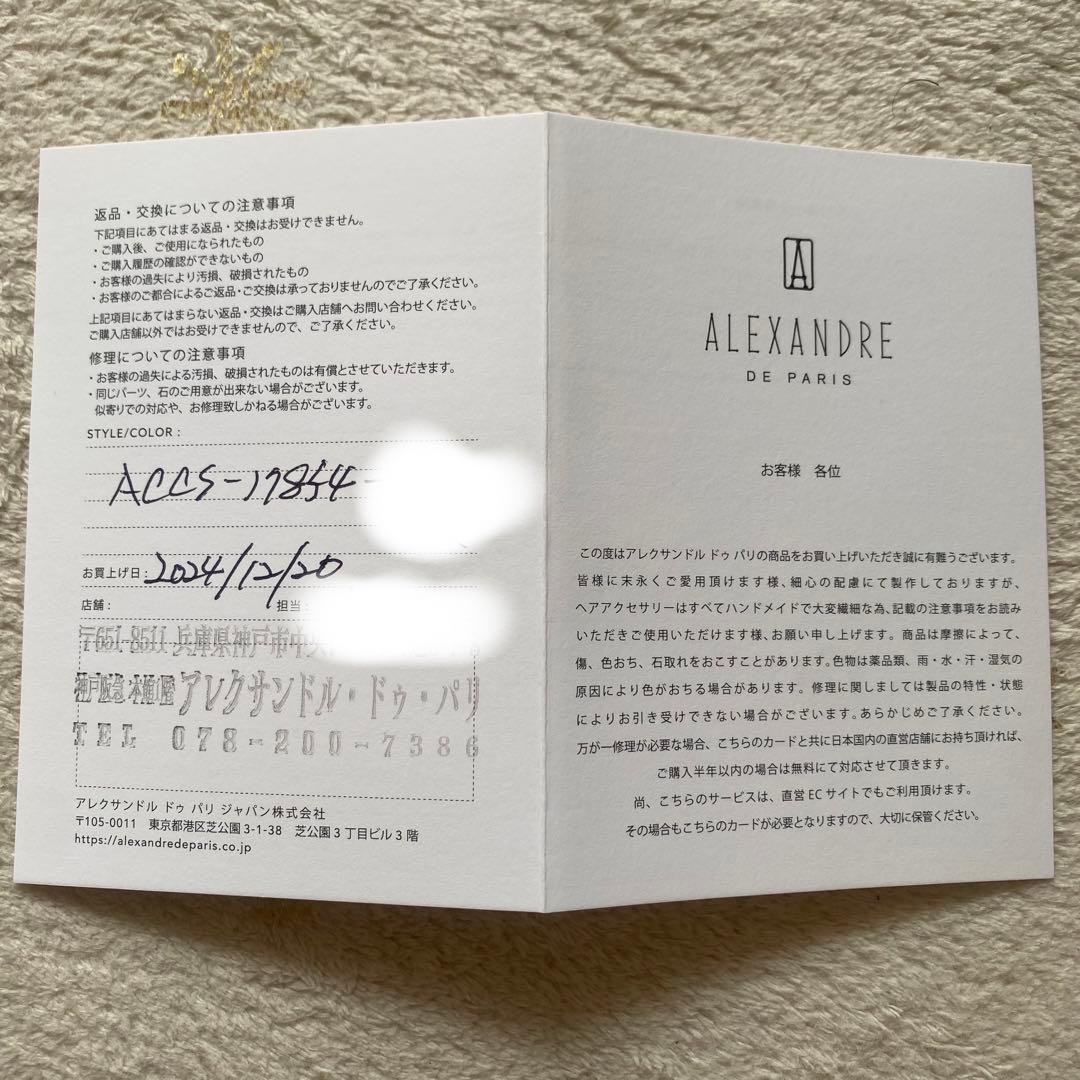 返品・交換についての注意事項
下記項目にあてはまる返品・交換はお受けできません。
・ご購入後、ご使用になられたもの
・ご購入履歴の確認ができないもの
・お客様の過失により汚損、破損されたもの
・お客様のご都合によるご返品・ご交換は承っておりませんのでご了承ください。
上記項目にあてはまらない返品・交換はご購入店舗へお問い合わせください。
ご購入店舗以外ではお受けできませんので、ご了承ください。
修理についての注意事項
・お客様の過失による汚損、破損されたものは有償とさせていただきます。
・同じパーツ、石のご用意が出来ない場合がございます。
似寄りでの対応や、お修理致しかねる場合がございます。
STYLE/COLOR :
ACCS-17854-
お買上げ日 : 2024/12/20
店舗 : 担当 :
〒651-8511 兵庫県神戸市中央
神戸阪急 本館1階 アレクサンドル・ドゥ・パリ
TEL 078-200-7386
アレクサンドル ドゥ パリ ジャパン株式会社
〒105-0011 東京都港区芝公園 3-1-38 芝公園 3 丁目ビル 3 階
https://alexandredeparis.co.jp
A
ALEXANDRE
DE PARIS
お客様 各位
この度はアレクサンドル ドゥ パリの商品をお買い上げいただき誠に有難うございます。
皆様に末永くご愛用頂けます様、細心の配慮にて製作しておりますが、
ヘアアクセサリーはすべてハンドメイドで大変繊細な為、記載の注意事項をお読み
いただきご使用いただけます様、お願い申し上げます。商品は摩擦によって、
傷、色おち、石取れをおこすことがあります。色物は薬品類、雨・水・汗・湿気の
原因により色がおちる場合があります。修理に関しましては製品の特性・状態
によりお引き受けできない場合がございます。あらかじめご了承ください。
万が一修理が必要な場合、こちらのカードと共に日本国内の直営店舗にお持ち頂ければ、
ご購入半年以内の場合は無料にて対応させて頂きます。
尚、こちらのサービスは、直営 EC サイトでもご利用頂けます。
その場合もこちらのカードが必要となりますので、大切に保管ください。